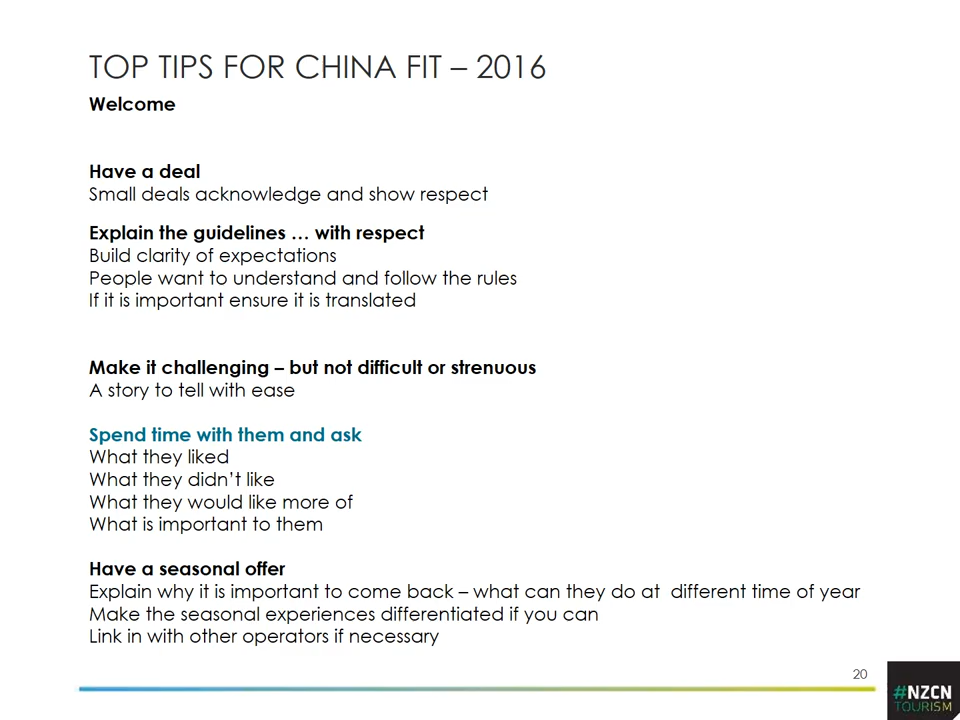 TOP TIPS FOR CHINA FIT – 2016
Welcome
Have a deal
Small deals acknowledge and show respect
Explain the guidelines … with respect
Build clarity of expectations
People want to understand and follow the rules
If it is important ensure it is translated
Make it challenging – but not difficult or strenuous
A story to tell with ease
Spend time with them and ask
What they liked
What they didn’t like
What they would like more of
What is important to them
Have a seasonal offer
Explain why it is important to come back – what can they do at  different time of year
Make the seasonal experiences differentiated if you can
Link in with other operators if necessary
20
#NZCN
TOURISM